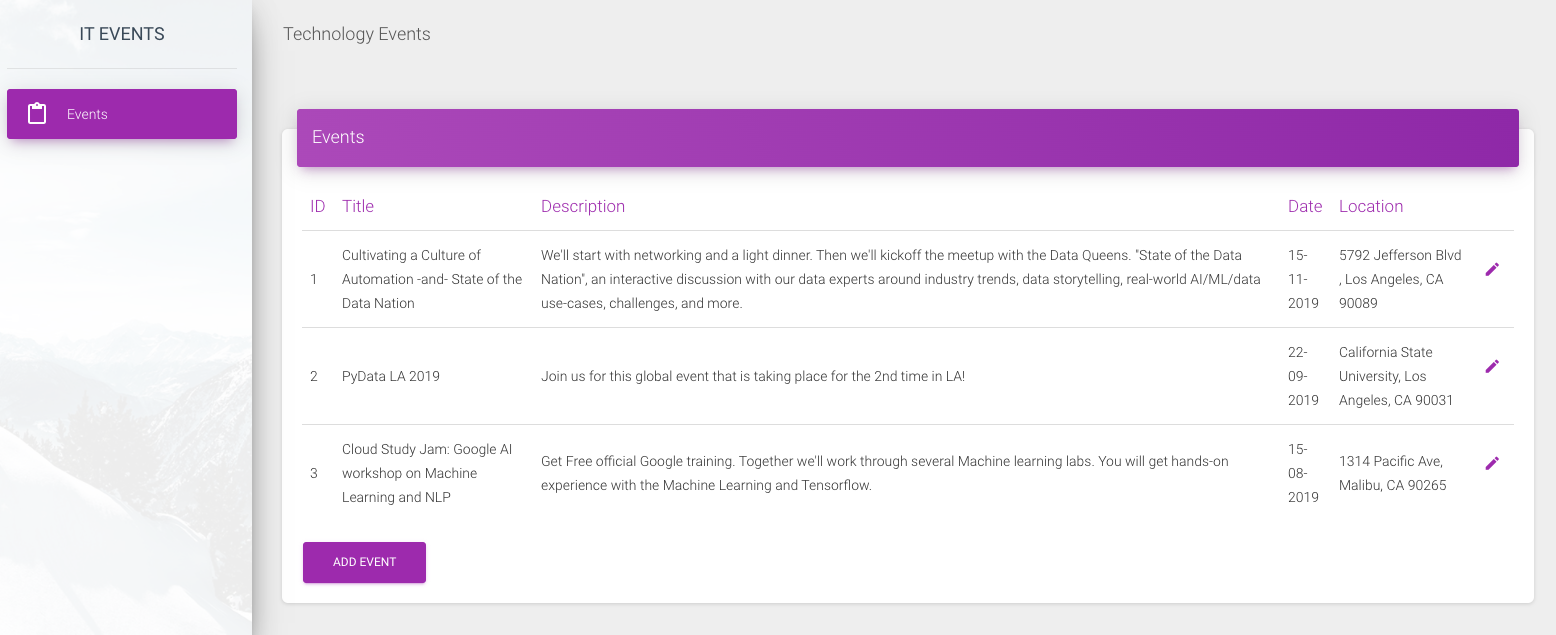 IT EVENTS
Technology Events
Events
Events
ID Title Description Date Location
Cultivating a Culture of We'll start with networking and a light dinner. Then we'll kickoff the meetup with the Data Queens. "State of the Data 15- 5792 Jefferson Blvd
1 Automation -and- State of the Nation", an interactive discussion with our data experts around industry trends, data storytelling, real-world AI/ML/data 11- , Los Angeles, CA
Data Nation use-cases, challenges, and more. 2019 90089
22- California State
2 PyData LA 2019 Join us for this global event that is taking place for the 2nd time in LA! 09- University, Los
2019 Angeles, CA 90031
Cloud Study Jam: Google AI 15-
Get Free official Google training. Together we'll work through several Machine learning labs. You will get hands-on 1314 Pacific Ave,
3 workshop on Machine 08-
experience with the Machine Learning and Tensorflow. Malibu, CA 90265
Learning and NLP 2019
ADD EVENT